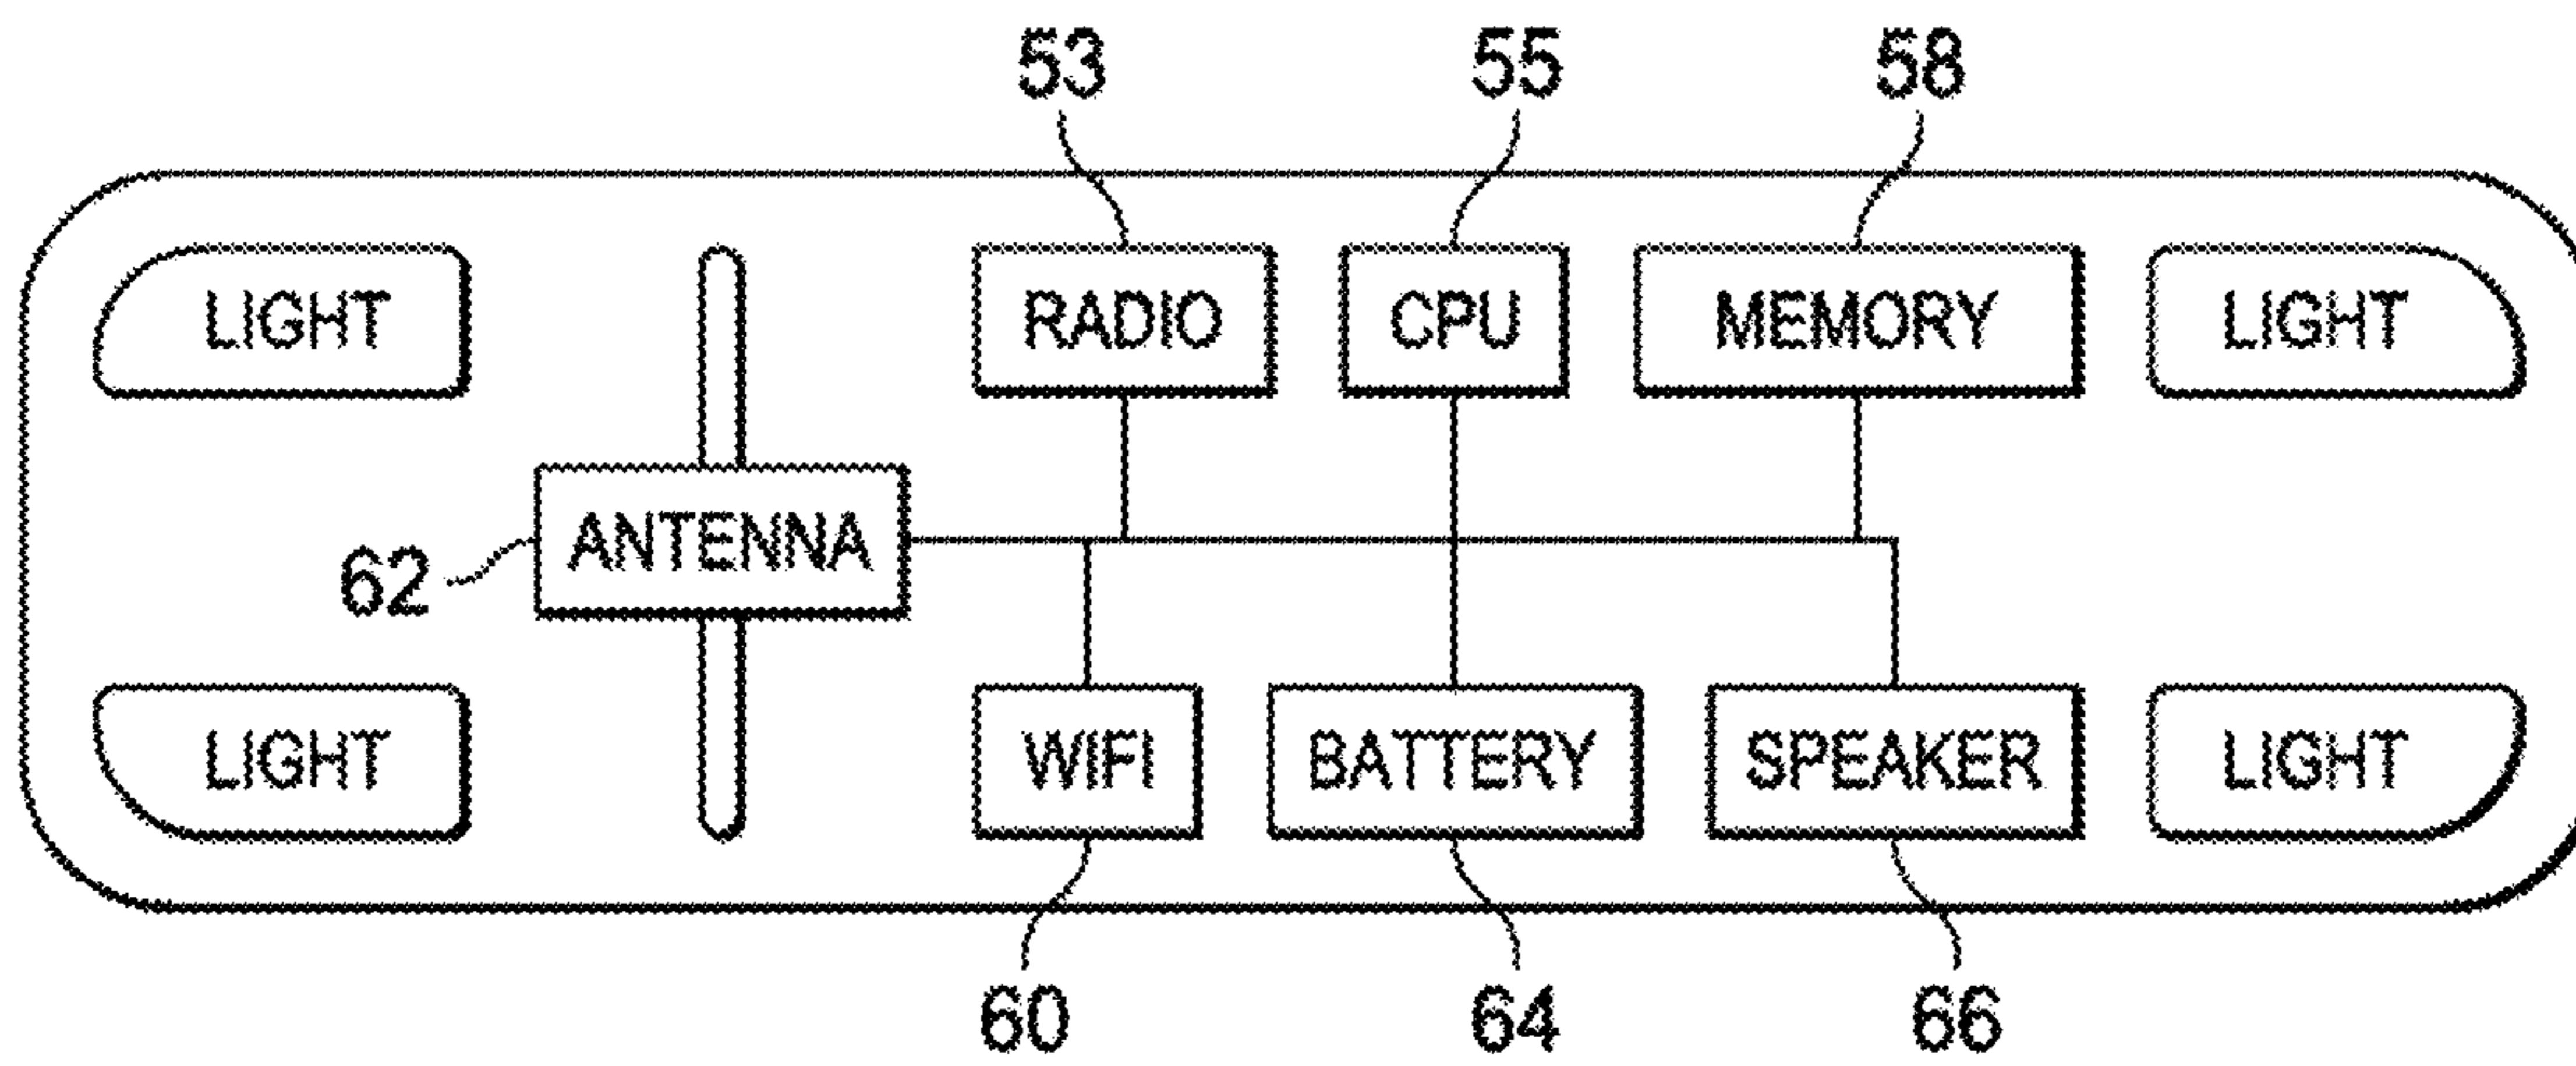 53 55 58
LIGHT RADIO CPU MEMORY LIGHT
ANTENNA
62
LIGHT WIFI BATTERY SPEAKER LIGHT
60 64 66